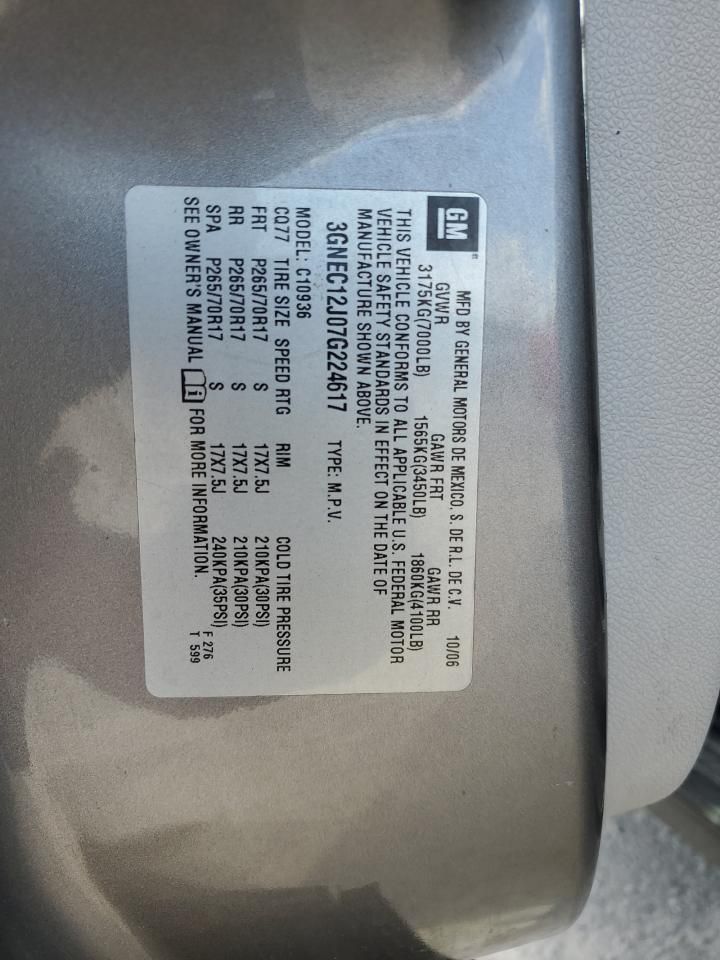 GM
MFD BY GENERAL MOTORS DE MEXICO, S. DE R.L. DE C.V. 10/06
GVWR GAWR FRT GAWR RR
3175KG(7000LB) 1565KG(3450LB) 1860KG(4100LB)
THIS VEHICLE CONFORMS TO ALL APPLICABLE U.S. FEDERAL MOTOR
VEHICLE SAFETY STANDARDS IN EFFECT ON THE DATE OF
MANUFACTURE SHOWN ABOVE.
3GNEC12J07G224617 TYPE: M.P.V.
MODEL: C10936
CQ77 TIRE SIZE SPEED RTG RIM COLD TIRE PRESSURE
FRT P265/70R17 S 17X7.5J 210KPA(30PSI)
RR P265/70R17 S 17X7.5J 210KPA(30PSI)
SPA P265/70R17 S 17X7.5J 240KPA(35PSI)
SEE OWNER'S MANUAL FOR MORE INFORMATION.
F 276
T 599